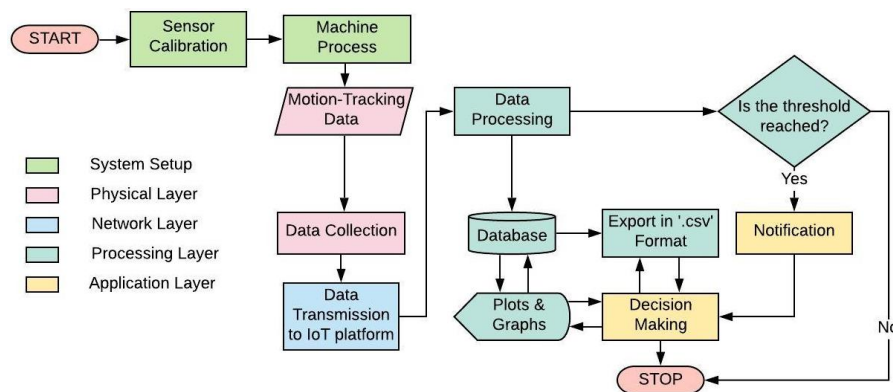 START
Sensor
Calibration
Machine
Process
Motion-Tracking
Data
Data
Processing
Is the threshold
reached?
System Setup
Physical Layer
Network Layer
Processing Layer
Application Layer
Data Collection
Data
Transmission
to IoT platform
Database
Export in '.csv'
Format
Yes
Notification
Plots &
Graphs
Decision
Making
No
STOP